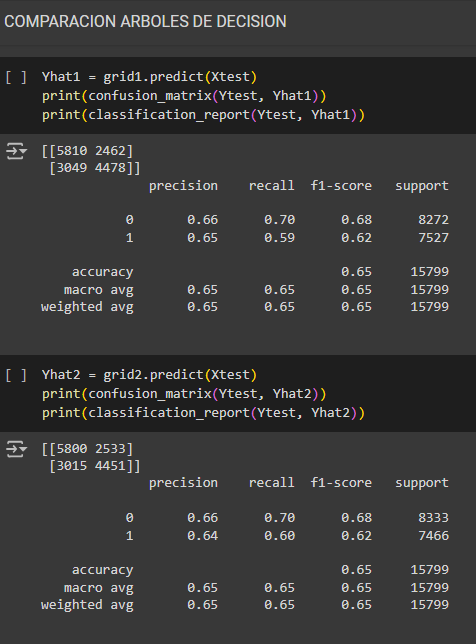 COMPARACION ARBOLES DE DECISION
[ ] Yhat1 = grid1.predict(Xtest)
print(confusion_matrix(Ytest, Yhat1))
print(classification_report(Ytest, Yhat1))
[[5810 2462]
[3049 4478]]
precision recall f1-score support
0 0.66 0.70 0.68 8272
1 0.65 0.59 0.62 7527
accuracy 0.65 15799
macro avg 0.65 0.65 0.65 15799
weighted avg 0.65 0.65 0.65 15799
[ ] Yhat2 = grid2.predict(Xtest)
print(confusion_matrix(Ytest, Yhat2))
print(classification_report(Ytest, Yhat2))
[[5800 2533]
[3015 4451]]
precision recall f1-score support
0 0.66 0.70 0.68 8333
1 0.64 0.60 0.62 7466
accuracy 0.65 15799
macro avg 0.65 0.65 0.65 15799
weighted avg 0.65 0.65 0.65 15799